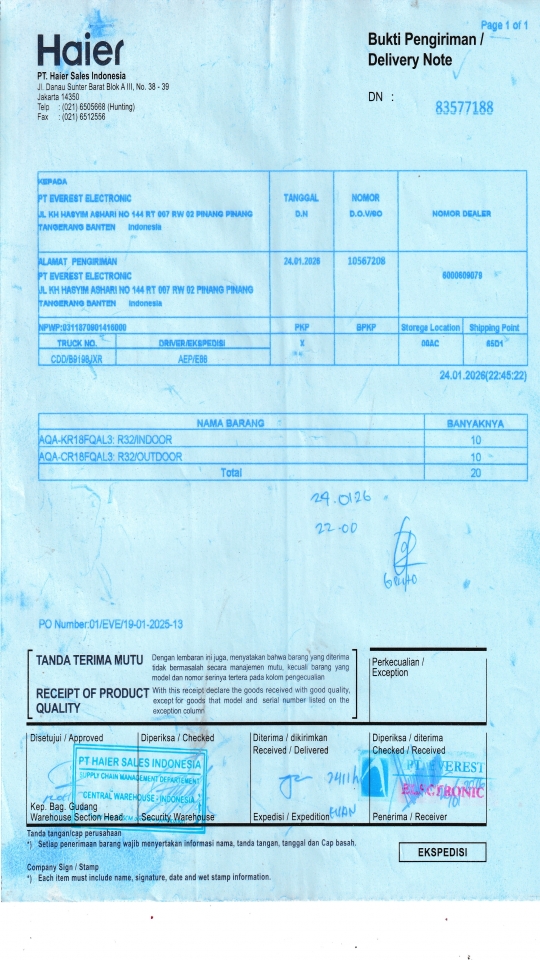 Page 1 of 1
Haier
Bukti Pengiriman /
Delivery Note
PT. Haier Sales Indonesia
Jl. Danau Sunter Barat Blok A III, No. 38 - 39
Jakarta 14350
Telp : (021) 6505668 (Hunting)
Fax : (021) 6512556
DN : 83577188
KEPADA
PT EVEREST ELECTRONIC
JL KH HASYIM ASHARI NO 144 RT 007 RW 02 PINANG PINANG
TANGERANG BANTEN Indonesia
TANGGAL
D.N
NOMOR
D.O.V/SO
NOMOR DEALER
ALAMAT PENGIRIMAN
PT EVEREST ELECTRONIC
JL KH HASYIM ASHARI NO 144 RT 007 RW 02 PINANG PINANG
TANGERANG BANTEN Indonesia
24.01.2026
10567208
6000609079
NPWP:0311870901416000
PKP
BPKP
Storege Location
Shipping Point
TRUCK NO.
DRIVER/EKSPEDISI
X
08AC
85D1
CDD/B9198JXR
AEP/E66
24.01.2026(22:45:22)
NAMA BARANG BANYAKNYA
AQA-KR18FQAL3: R32/INDOOR 10
AQA-CR18FQAL3: R32/OUTDOOR 10
Total 20
24.0126
22.00
PO Number:01/EVE/19-01-2025-13
TANDA TERIMA MUTU
Dengan lembaran ini juga, menyatakan bahwa barang yang diterima
tidak bermasalah secara manajemen mutu, kecuali barang yang
model dan nomor serinya tertera pada kolom pengecualian
RECEIPT OF PRODUCT
QUALITY
With this receipt declare the goods received with good quality,
except for goods that model and serial number listed on the
exception column
Perkecualian /
Exception
Disetujui / Approved
Diperiksa / Checked
Diterima / dikirimkan
Received / Delivered
Diperiksa / diterima
Checked / Received
PT HAIER SALES INDONESIA
SUPPLY CHAIN MANAGEMENT DEPARTEMENT
CENTRAL WAREHOUSE - INDONESIA
PT EVEREST
ELECTRONIC
Kep. Bag. Gudang
Warehouse Section Head
Security Warehouse
Expedisi / Expedition
Penerima / Receiver
Tanda tangan/cap perusahaan
*) Setiap penerimaan barang wajib menyertakan informasi nama, tanda tangan, tanggal dan Cap basah.
EKSPEDISI
Company Sign / Stamp
*) Each item must include name, signature, date and wet stamp information.